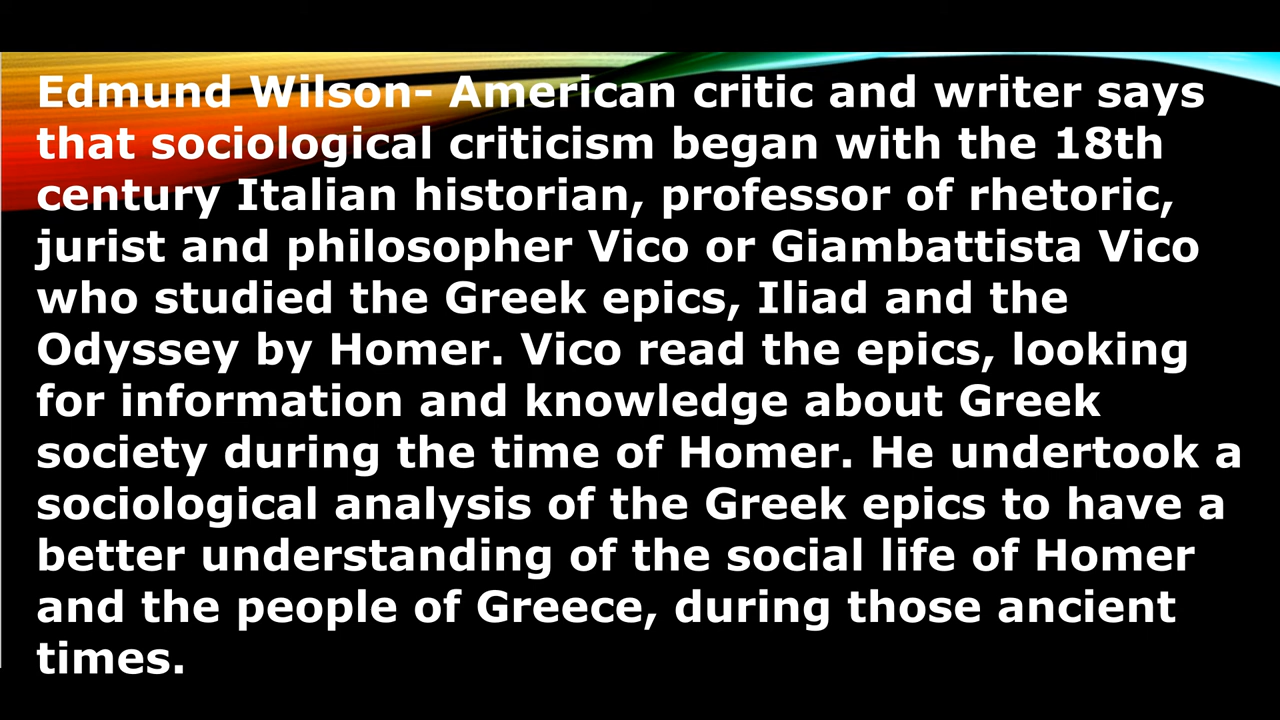 Edmund Wilson- American critic and writer says
that sociological criticism began with the 18th
century Italian historian, professor of rhetoric,
jurist and philosopher Vico or Giambattista Vico
who studied the Greek epics, Iliad and the
Odyssey by Homer. Vico read the epics, looking
for information and knowledge about Greek
society during the time of Homer. He undertook a
sociological analysis of the Greek epics to have a
better understanding of the social life of Homer
and the people of Greece, during those ancient
times.